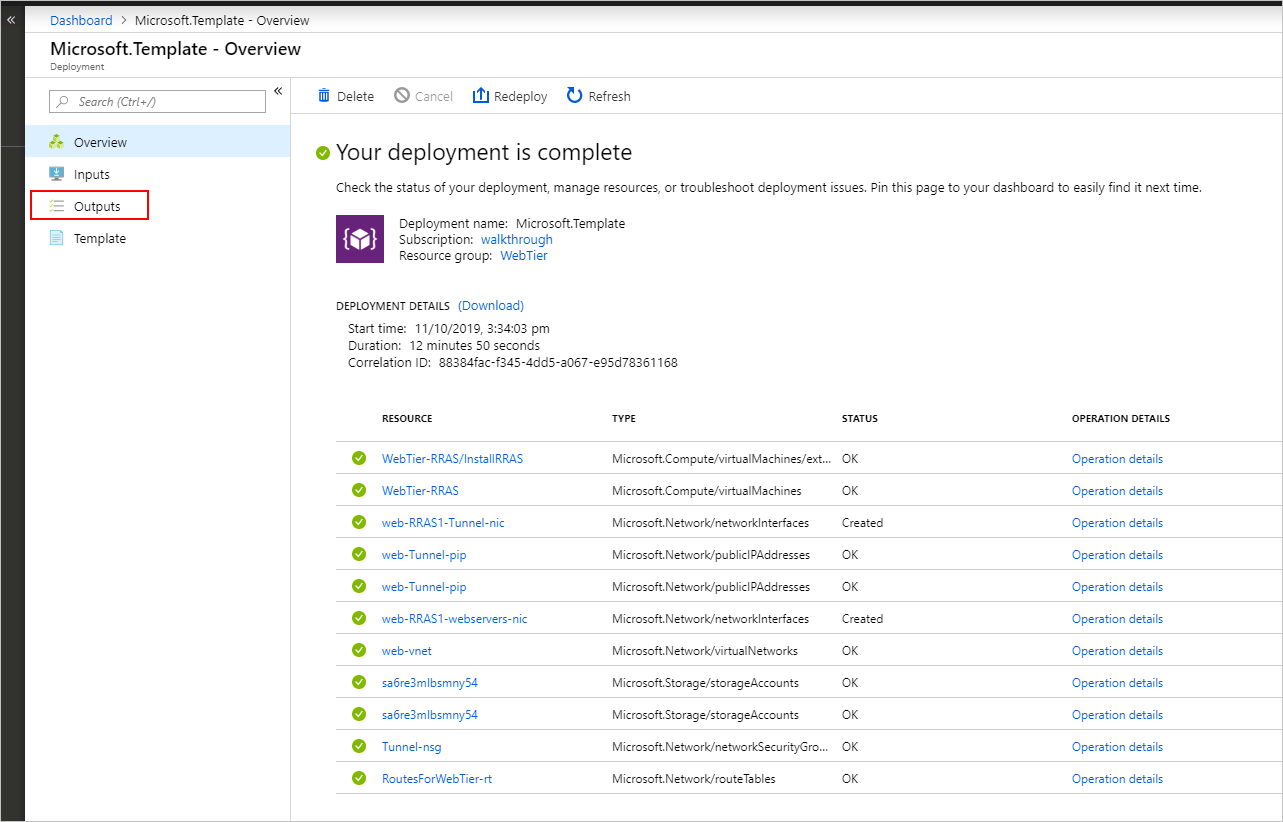 « Dashboard > Microsoft.Template - Overview
Microsoft.Template - Overview
Deployment
Search (Ctrl+/)
«
Overview
Inputs
Outputs
Template
Delete Cancel Redeploy Refresh
Your deployment is complete
Check the status of your deployment, manage resources, or troubleshoot deployment issues. Pin this page to your dashboard to easily find it next time.
Deployment name: Microsoft.Template
Subscription: walkthrough
Resource group: WebTier
DEPLOYMENT DETAILS (Download)
Start time: 11/10/2019, 3:34:03 pm
Duration: 12 minutes 50 seconds
Correlation ID: 88384fac-f345-4dd5-a067-e95d78361168
RESOURCE TYPE STATUS OPERATION DETAILS
WebTier-RRAS/InstallRRAS Microsoft.Compute/virtualMachines/ext... OK Operation details
WebTier-RRAS Microsoft.Compute/virtualMachines OK Operation details
web-RRAS1-Tunnel-nic Microsoft.Network/networkInterfaces Created Operation details
web-Tunnel-pip Microsoft.Network/publicIPAddresses OK Operation details
web-Tunnel-pip Microsoft.Network/publicIPAddresses OK Operation details
web-RRAS1-webservers-nic Microsoft.Network/networkInterfaces Created Operation details
web-vnet Microsoft.Network/virtualNetworks OK Operation details
sa6re3mlbsmny54 Microsoft.Storage/storageAccounts OK Operation details
sa6re3mlbsmny54 Microsoft.Storage/storageAccounts OK Operation details
Tunnel-nsg Microsoft.Network/networkSecurityGro... OK Operation details
RoutesForWebTier-rt Microsoft.Network/routeTables OK Operation details